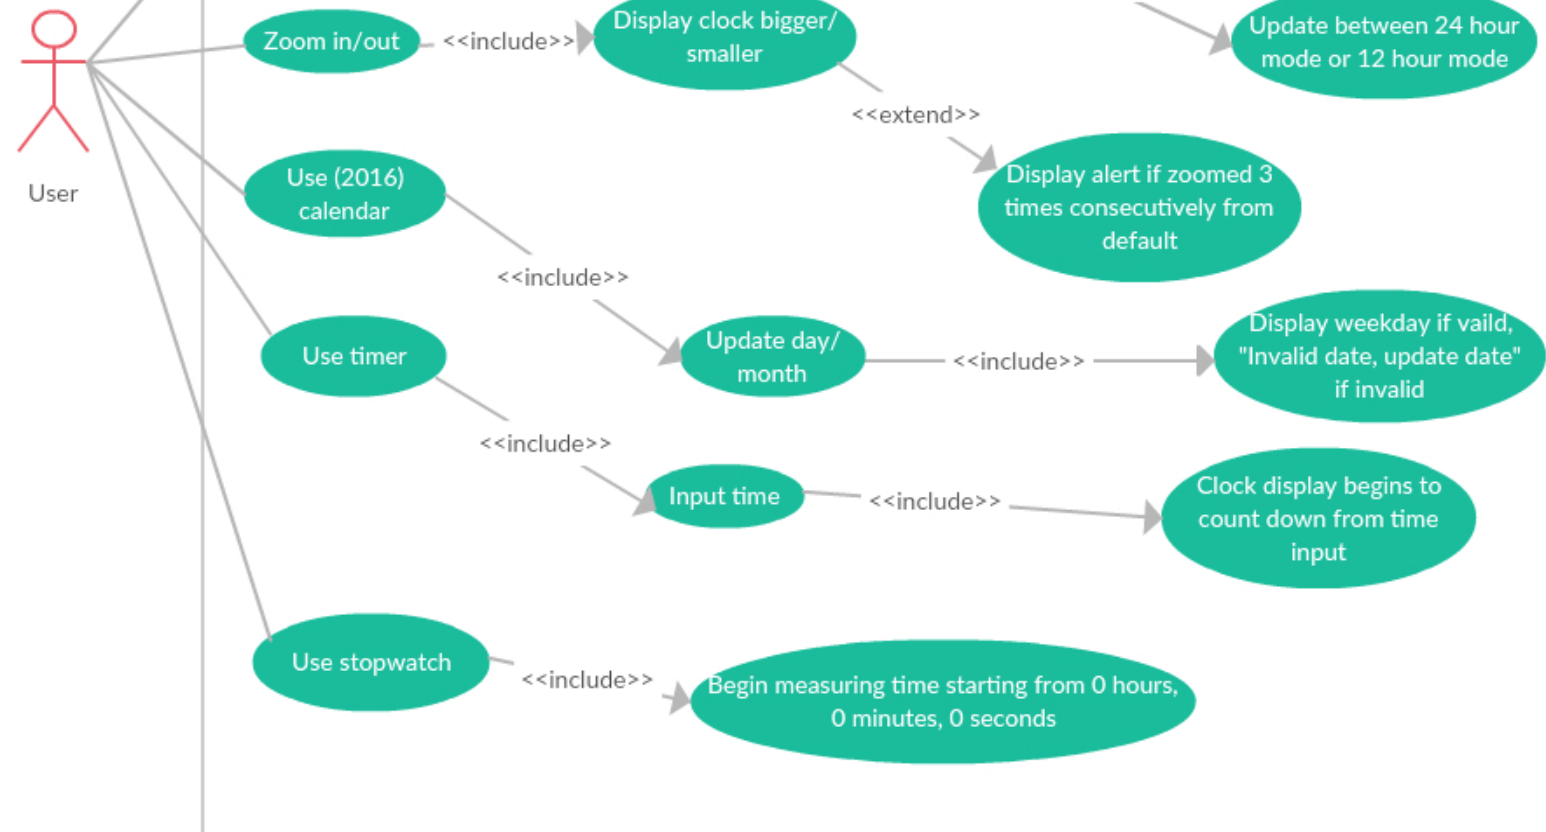 Display clock bigger/
smaller
Update between 24 hour
mode or 12 hour mode
Zoom in/out
<<include>>
<<extend>>
User
Use (2016)
calendar
Display alert if zoomed 3
times consecutively from
default
<<include>>
Update day/
month
<<include>>
Display weekday if vaild,
"Invalid date, update date"
if invalid
Use timer
<<include>>
Input time
<<include>>
Clock display begins to
count down from time
input
Use stopwatch
<<include>>
Begin measuring time starting from 0 hours,
0 minutes, 0 seconds